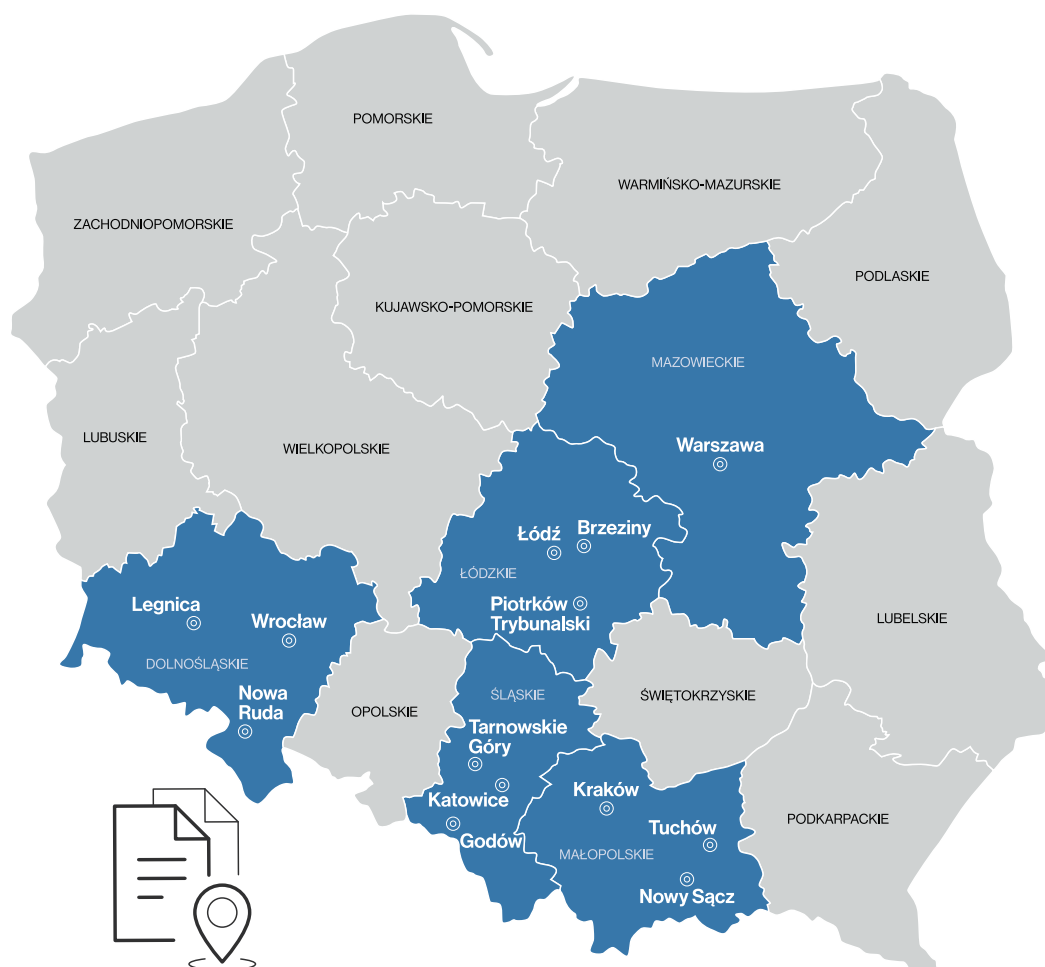 POMORSKIE
WARMIŃSKO-MAZURSKIE
ZACHODNIOPOMORSKIE
PODLASKIE
KUJAWSKO-POMORSKIE
MAZOWIECKIE
LUBUSKIE
WIELKOPOLSKIE
Warszawa
Łódź
Brzeziny
ŁÓDZKIE
Legnica
Piotrków
Trybunalski
Wrocław
LUBELSKIE
DOLNOŚLĄSKIE
Nowa
Ruda
ŚLĄSKIE
ŚWIĘTOKRZYSKIE
OPOLSKIE
Tarnowskie
Góry
Kraków
Katowice
PODKARPACKIE
Tuchów
Godów
MAŁOPOLSKIE
Nowy Sącz